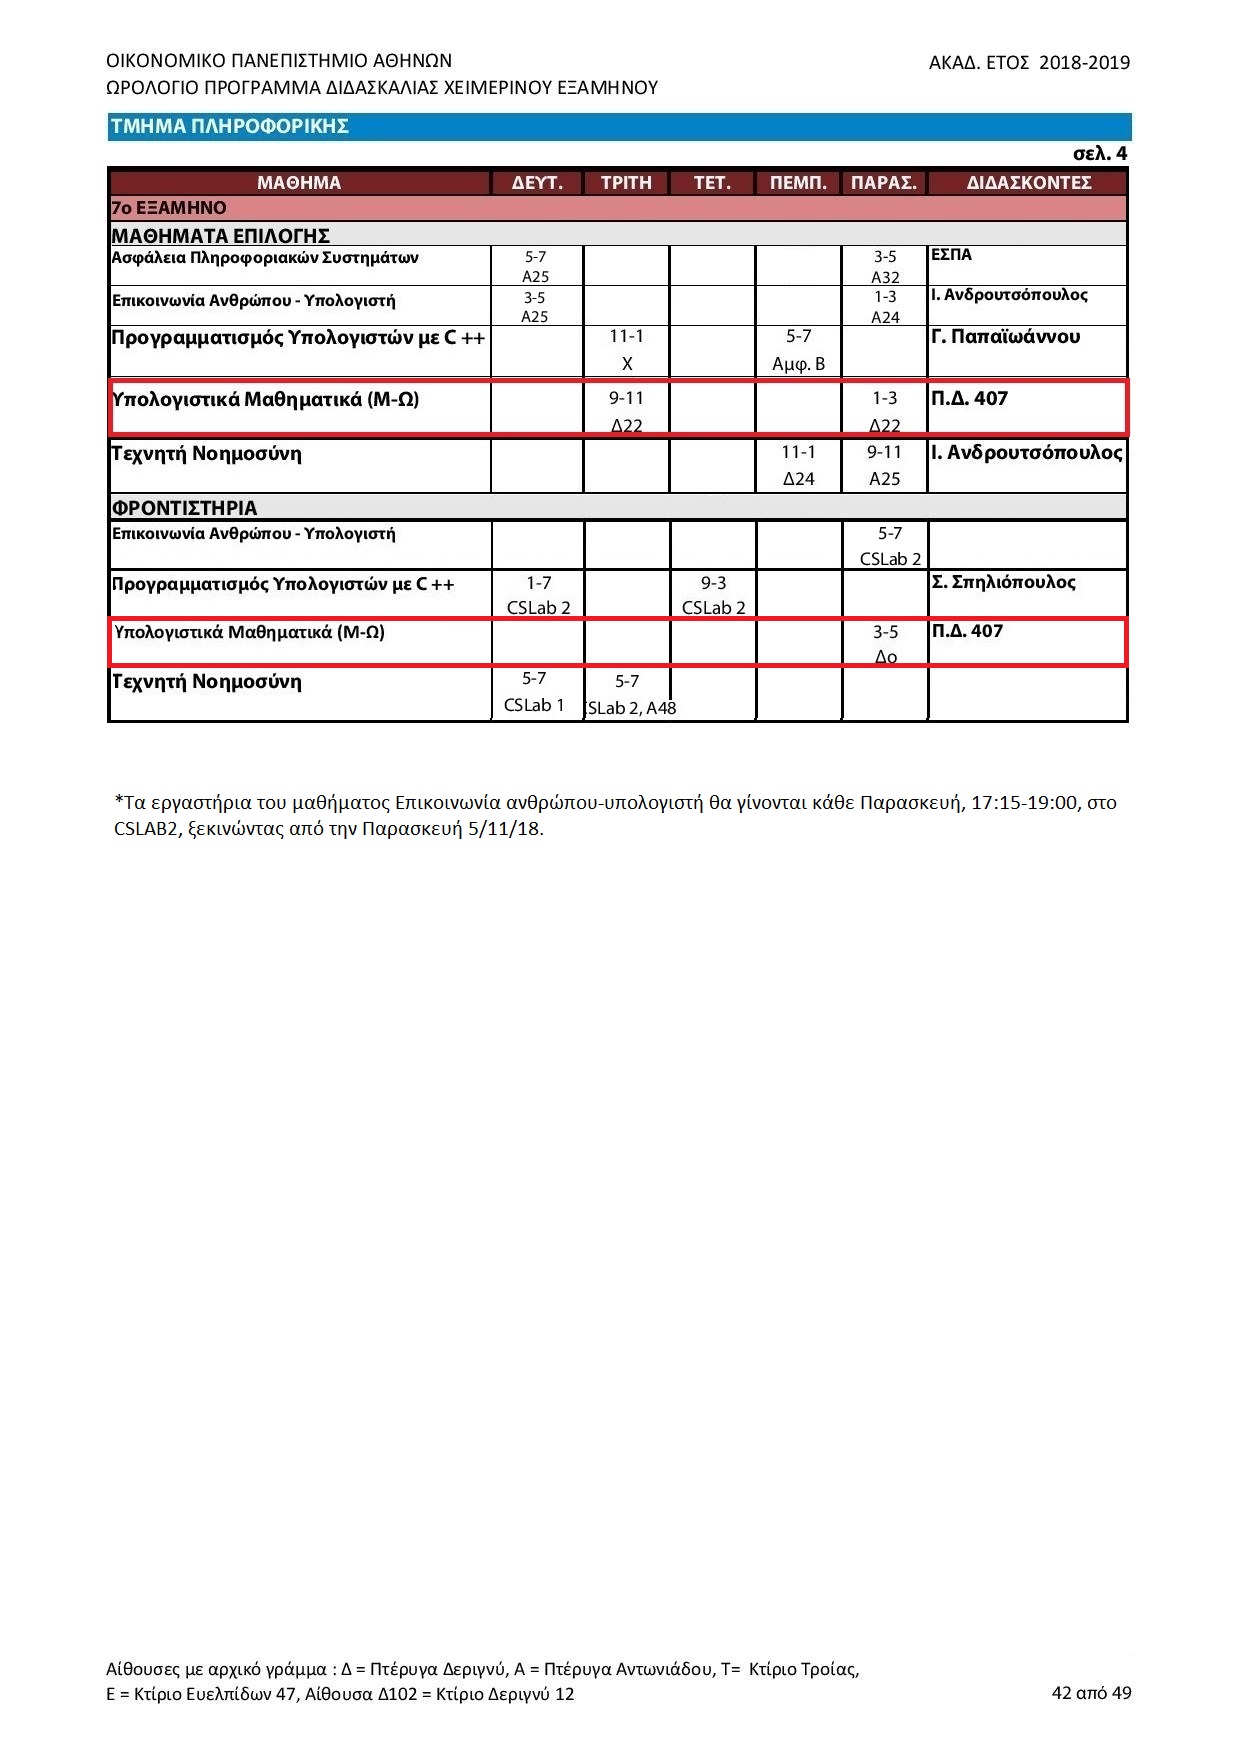 ΟΙΚΟΝΟΜΙΚΟ ΠΑΝΕΠΙΣΤΗΜΙΟ ΑΘΗΝΩΝ ΑΚΑΔ. ΕΤΟΣ 2018-2019
ΩΡΟΛΟΓΙΟ ΠΡΟΓΡΑΜΜΑ ΔΙΔΑΣΚΑΛΙΑΣ ΧΕΙΜΕΡΙΝΟΥ ΕΞΑΜΗΝΟΥ
ΤΜΗΜΑ ΠΛΗΡΟΦΟΡΙΚΗΣ
σελ. 4
ΜΑΘΗΜΑ ΔΕΥΤ. ΤΡΙΤΗ ΤΕΤ. ΠΕΜΠ. ΠΑΡΑΣ. ΔΙΔΑΣΚΟΝΤΕΣ
7ο ΕΞΑΜΗΝΟ
ΜΑΘΗΜΑΤΑ ΕΠΙΛΟΓΗΣ
Ασφάλεια Πληροφοριακών Συστημάτων 5-7 3-5 ΕΣΠΑ
Α25 Α32
Επικοινωνία Ανθρώπου - Υπολογιστή 3-5 1-3 Ι. Ανδρουτσόπουλος
Α25 Α24
Προγραμματισμός Υπολογιστών με C ++ 11-1 5-7 Γ. Παπαϊωάννου
Χ Αμφ. Β
Υπολογιστικά Μαθηματικά (Μ-Ω) 9-11 1-3 Π.Δ. 407
Δ22 Δ22
Τεχνητή Νοημοσύνη 11-1 9-11 Ι. Ανδρουτσόπουλος
Δ24 Α25
ΦΡΟΝΤΙΣΤΗΡΙΑ
Επικοινωνία Ανθρώπου - Υπολογιστή 5-7
CSLab 2
Προγραμματισμός Υπολογιστών με C ++ 1-7 9-3 Σ. Σπηλιόπουλος
CSLab 2 CSLab 2
Υπολογιστικά Μαθηματικά (Μ-Ω) 3-5 Π.Δ. 407
Δο
Τεχνητή Νοημοσύνη 5-7 5-7
CSLab 1 CSLab 2, Α48
*Τα εργαστήρια του μαθήματος Επικοινωνία ανθρώπου-υπολογιστή θα γίνονται κάθε Παρασκευή, 17:15-19:00, στο
CSLAB2, ξεκινώντας από την Παρασκευή 5/11/18.
Αίθουσες με αρχικό γράμμα : Δ = Πτέρυγα Δεριγνύ, Α = Πτέρυγα Αντωνιάδου, Τ= Κτίριο Τροίας,
Ε = Κτίριο Ευελπίδων 47, Αίθουσα Δ102 = Κτίριο Δεριγνύ 12 42 από 49